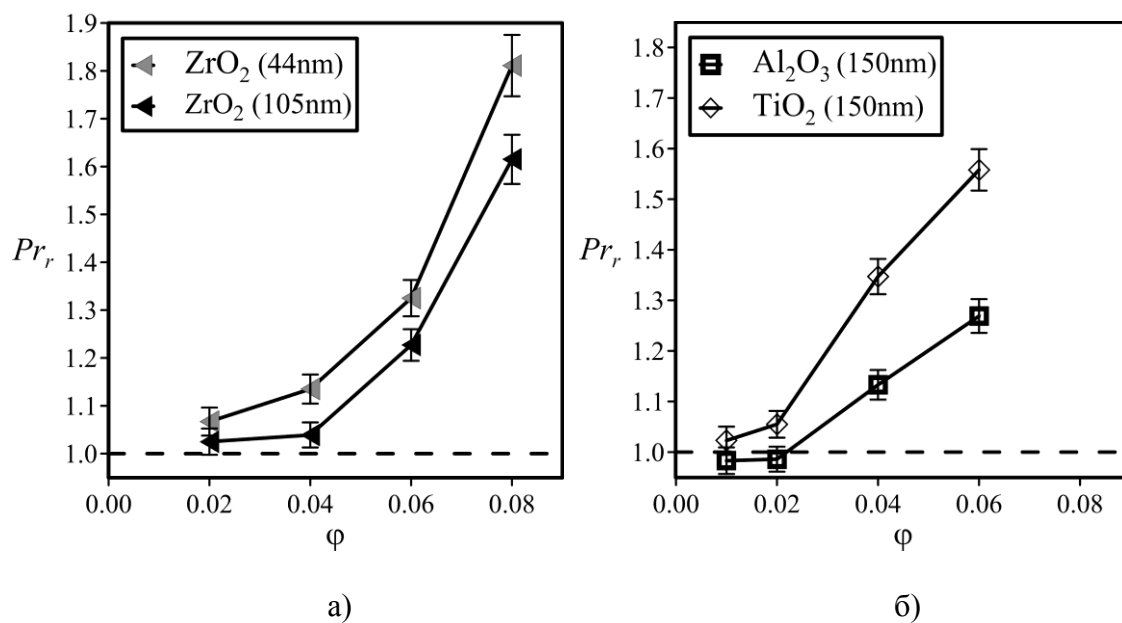 1.9
1.8
1.7
1.6
1.5
1.4
1.3
1.2
1.1
1.0
Pr_r
ZrO₂ (44nm)
ZrO₂ (105nm)
0.00 0.02 0.04 0.06 0.08
φ
а)
1.8
1.7
1.6
1.5
1.4
1.3
1.2
1.1
1.0
Pr_r
Al₂O₃ (150nm)
TiO₂ (150nm)
0.00 0.02 0.04 0.06 0.08
φ
б)